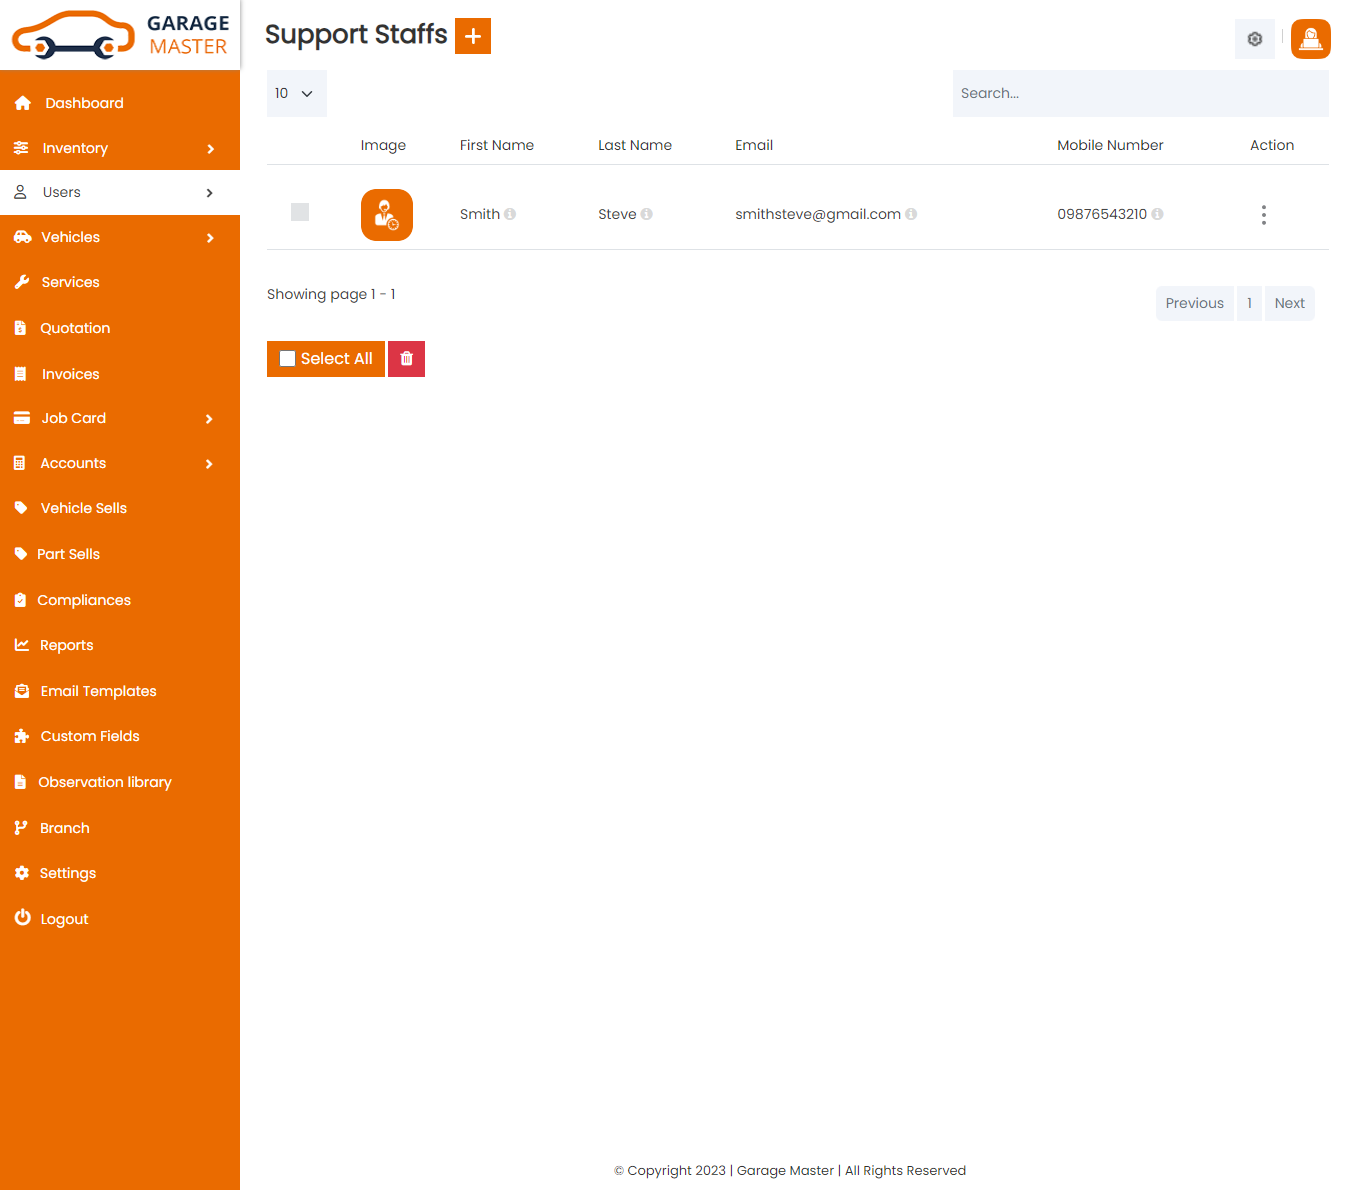 GARAGE
MASTER
Support Staffs
10
Search...
Dashboard
Inventory
Users
Vehicles
Services
Quotation
Invoices
Job Card
Accounts
Vehicle Sells
Part Sells
Compliances
Reports
Email Templates
Custom Fields
Observation library
Branch
Settings
Logout
Image First Name Last Name Email Mobile Number Action
Smith Steve smithsteve@gmail.com 09876543210
Showing page 1 - 1
Previous 1 Next
Select All
© Copyright 2023 | Garage Master | All Rights Reserved